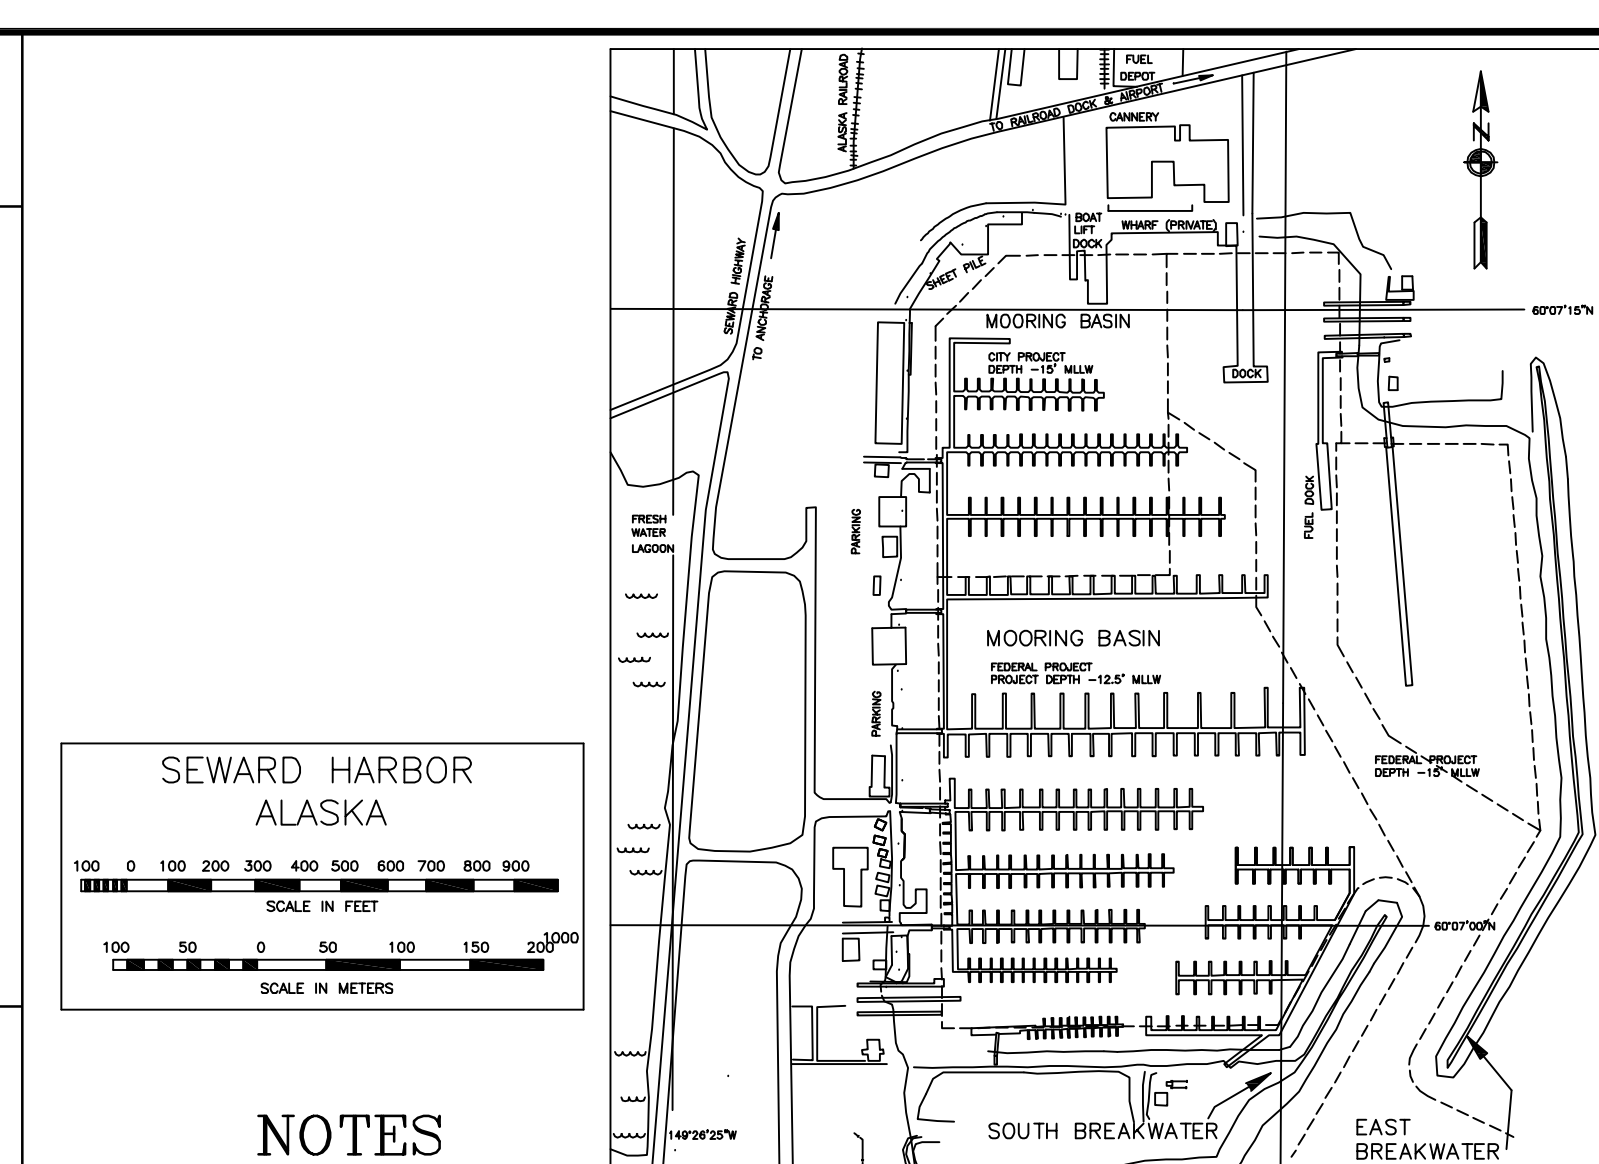 SEWARD HARBOR
ALASKA
100 0 100 200 300 400 500 600 700 800 900
SCALE IN FEET
1000
100 50 0 50 100 150 200
SCALE IN METERS
NOTES
ALASKA RAILROAD
FUEL
DEPOT
TO RAILROAD DOCK & AIRPORT
CANNERY
N
BOAT
LIFT
DOCK
WHARF (PRIVATE)
SEWARD HIGHWAY
TO ANCHORAGE
SHEET PILE
60°07'15"N
MOORING BASIN
CITY PROJECT
DEPTH -15' MLLW
DOCK
FUEL DOCK
FRESH
WATER
LAGOON
PARKING
MOORING BASIN
FEDERAL PROJECT
PROJECT DEPTH -12.5' MLLW
PARKING
FEDERAL PROJECT
DEPTH -15' MLLW
60°07'00"N
149°26'25"W
SOUTH BREAKWATER
EAST
BREAKWATER